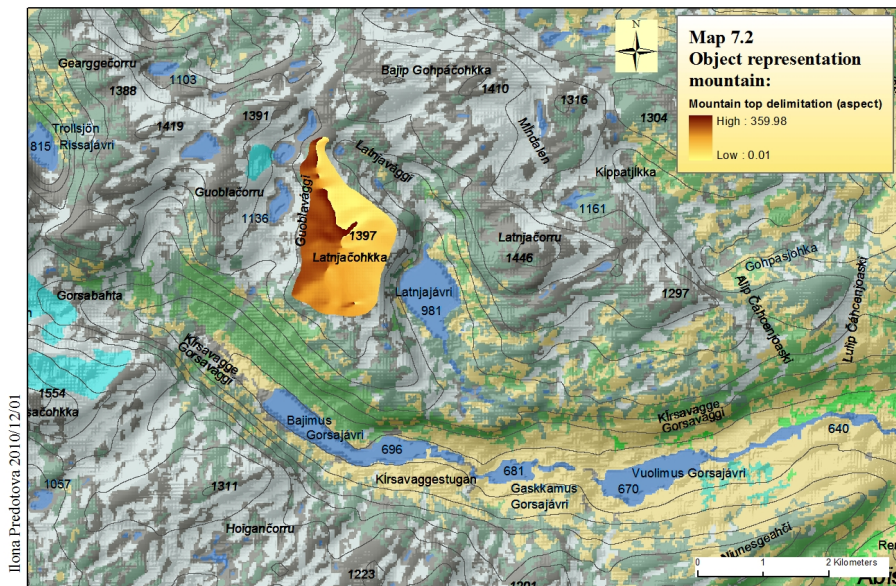 Map 7.2
Object representation
mountain:
Mountain top delimitation (aspect)
High : 359.98
Low : 0.01
Gearggečorru
1103
1388
Bajip Gohpáčohkka
1410
1316
1304
1391
1419
Trollsjön
Rissajávri
815
Mindalen
Latnjavággi
Kippatjikka
Guoblačorru
Guoblavággi
1136
1161
1397
Latnjačohkka
Latnjačorru
1446
Gohpasjohka
Gorsabahta
Latnjajávri
981
1297
Alip Čáhcenjoaski
Lulip Čáhcenjoaski
Kirsavagge
Gorsavággi
1554
Bajimus
Gorsajávri
Kirsavagge
Gorsavággi
696
640
681
Vuolimus Gorsajávri
670
Kirsavaggestugan
Gaskkamus
Gorsajávri
1057
1311
Hoigančorru
1223
1201
0 1 2 Kilometers
Ilona Predotova 2010/12/01